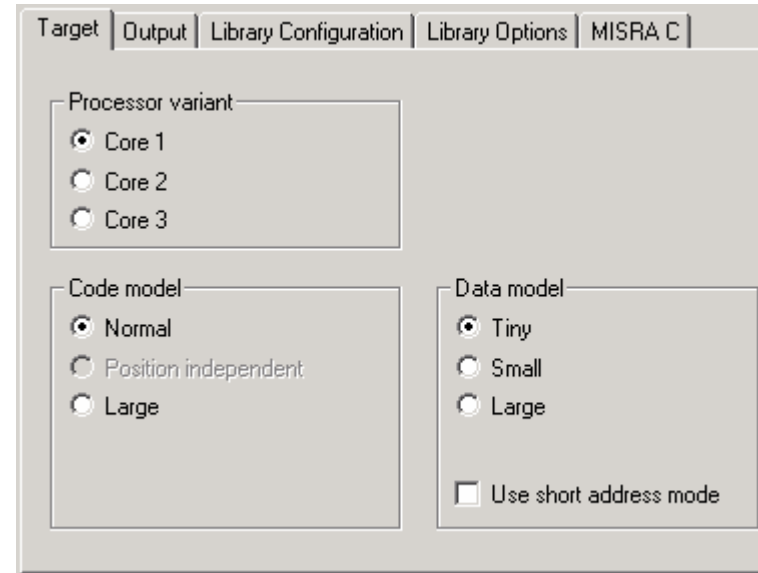 Target Output Library Configuration Library Options MISRA C
Processor variant
Core 1
Core 2
Core 3
Code model
Normal
Position independent
Large
Data model
Tiny
Small
Large
Use short address mode